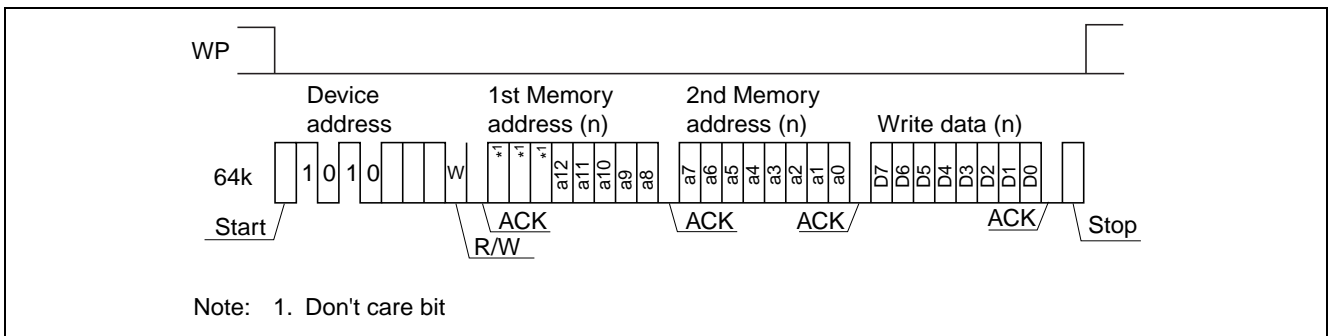 WP
Device address
1st Memory address (n)
2nd Memory address (n)
Write data (n)
64k
1 0 1 0
W
*1 *1 *1 a12 a11 a10 a9 a8
a7 a6 a5 a4 a3 a2 a1 a0
D7 D6 D5 D4 D3 D2 D1 D0
Start
R/W
ACK
ACK
ACK
ACK
Stop
Note: 1. Don't care bit